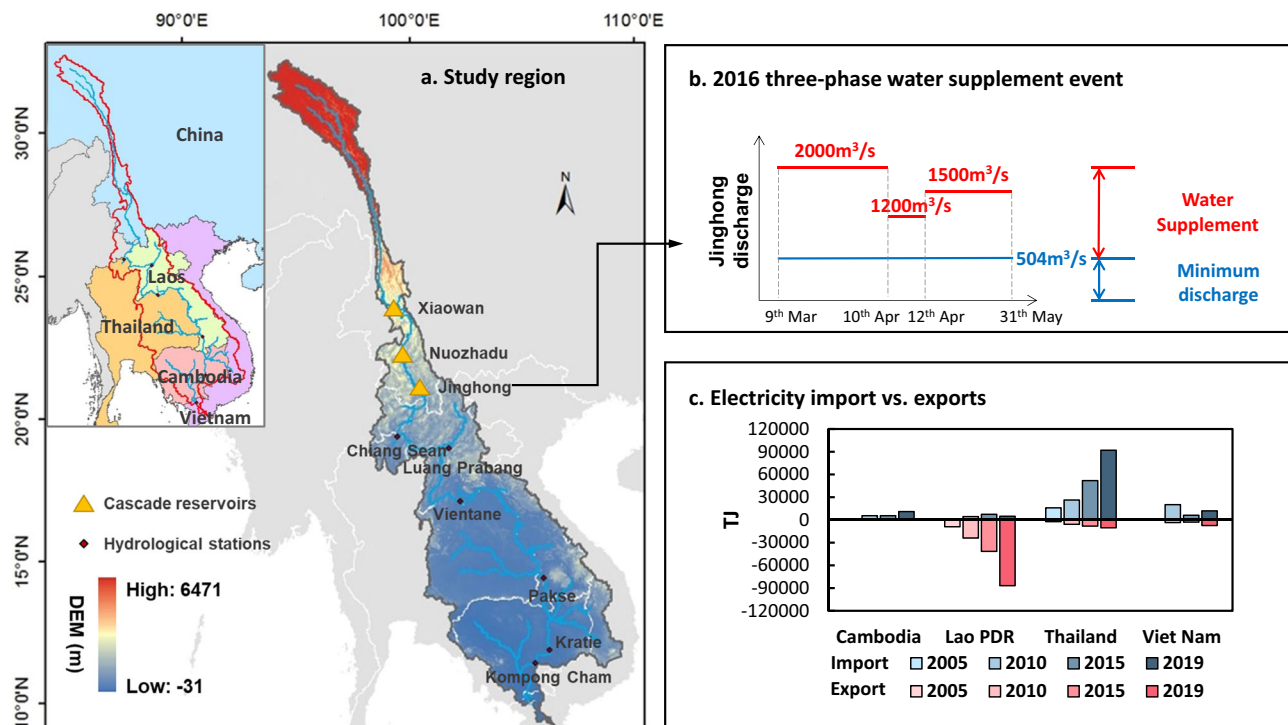 90°0'E
100°0'E
110°0'E
30°0'N
25°0'N
20°0'N
15°0'N
10°0'N
China
Laos
Thailand
Cambodia
Vietnam
a. Study region
N
Xiaowan
Nuozhadu
Jinghong
Chiang Sean
Luang Prabang
Vientane
Pakse
Kratie
Kompong Cham
Cascade reservoirs
Hydrological stations
DEM (m)
High: 6471
Low: -31
b. 2016 three-phase water supplement event
Jinghong
discharge
2000m³/s
1500m³/s
1200m³/s
504m³/s
Water
Supplement
Minimum
discharge
9th Mar
10th Apr
12th Apr
31th May
c. Electricity import vs. exports
TJ
120000
90000
60000
30000
0
-30000
-60000
-90000
-120000
Cambodia Lao PDR Thailand Viet Nam
Import 2005 2010 2015 2019
Export 2005 2010 2015 2019